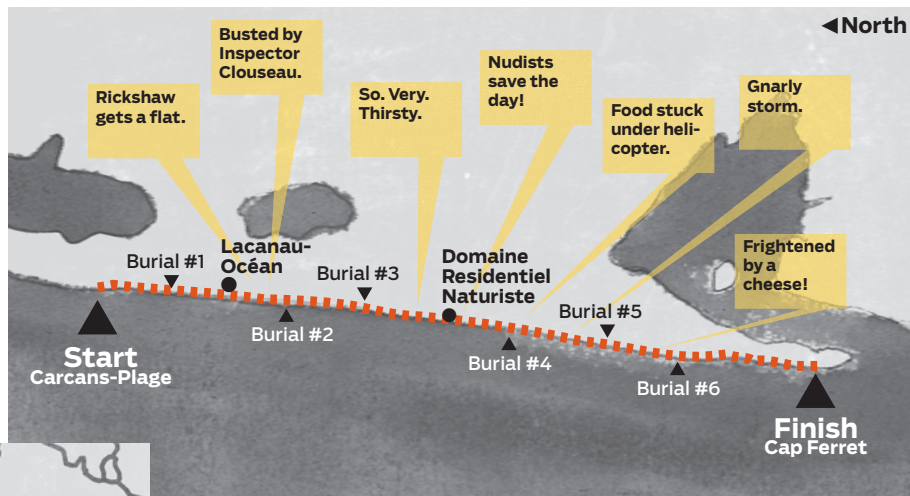 North
Busted by
Inspector
Clouseau.
Rickshaw
gets a flat.
So. Very.
Thirsty.
Nudists
save the
day!
Food stuck
under heli-
copter.
Gnarly
storm.
Frightened
by a
cheese!
Burial #1
Lacanau-
Océan
Burial #2
Burial #3
Domaine
Residentiel
Naturiste
Burial #4
Burial #5
Burial #6
Start
Carcans-Plage
Finish
Cap Ferret